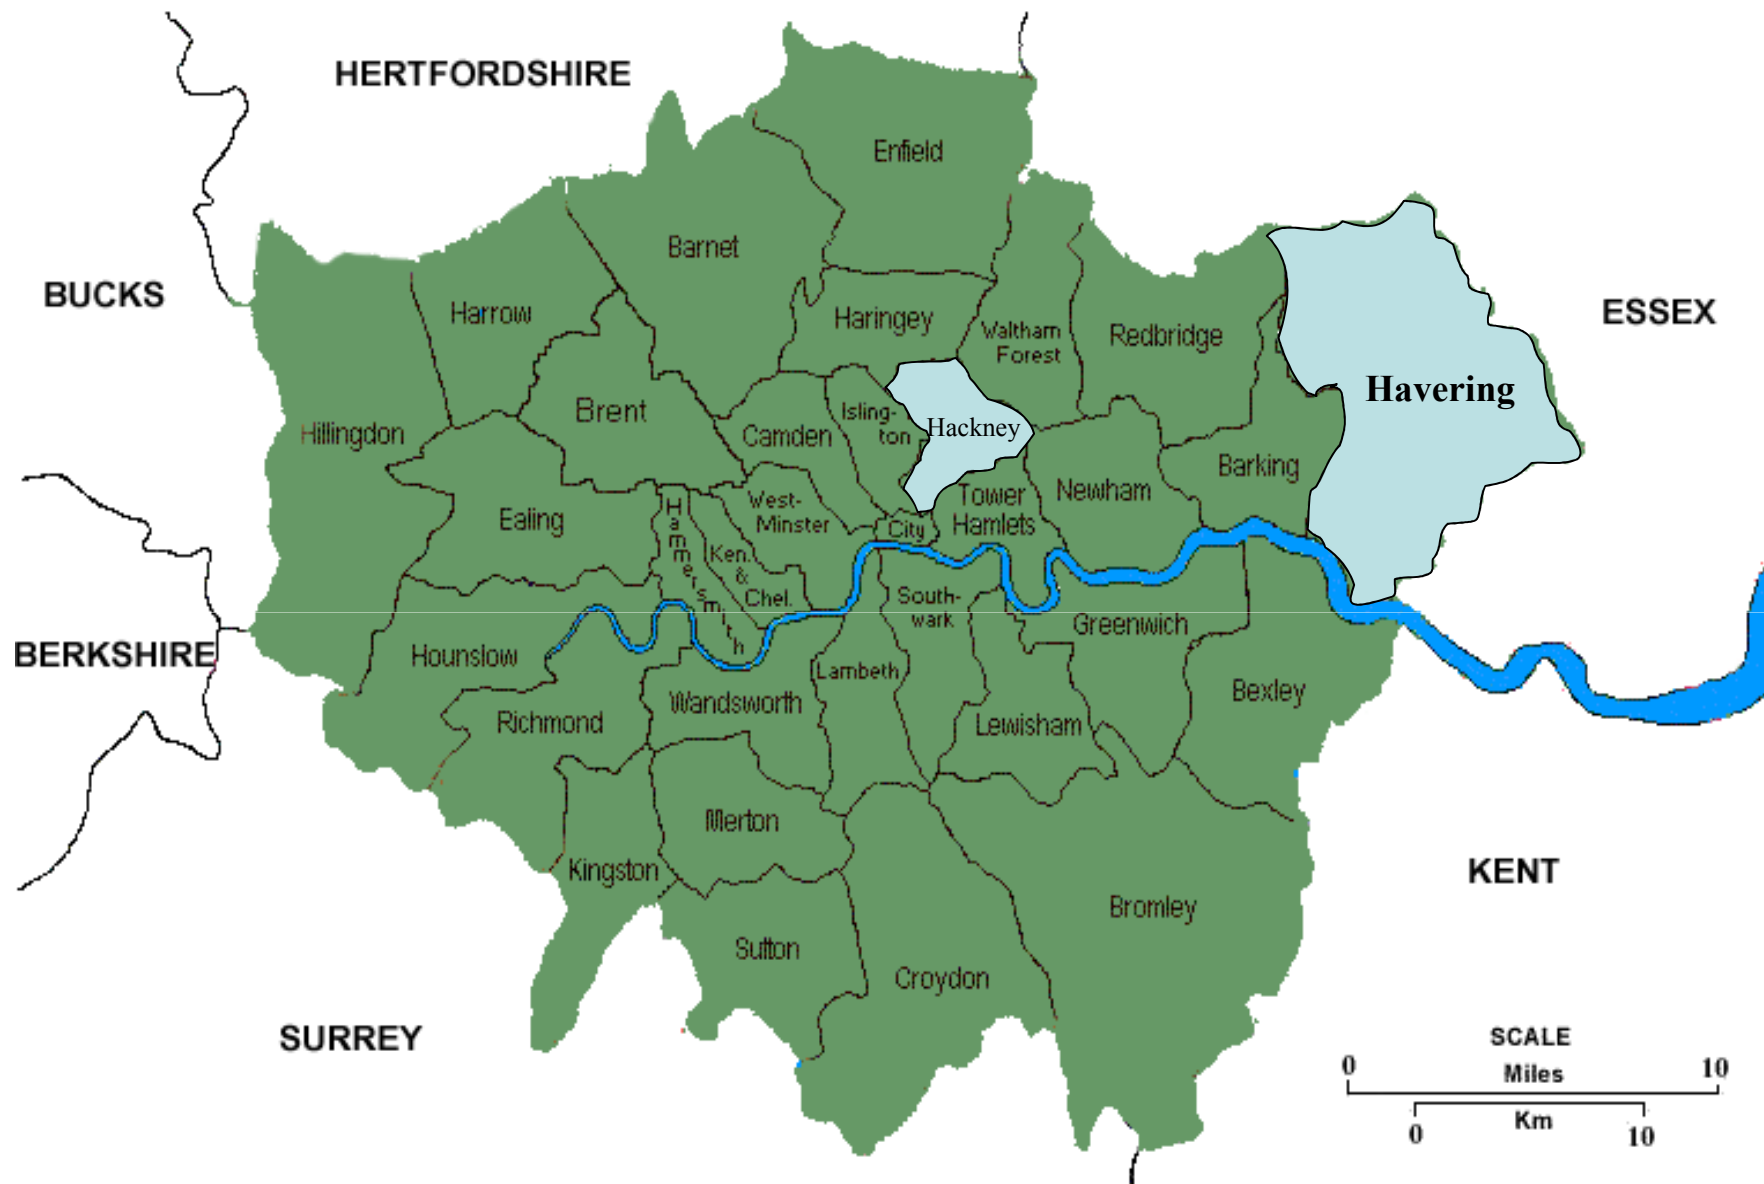 HERTFORDSHIRE
Enfield
Barnet
BUCKS
Harrow
Haringey
Waltham
Forest
Redbridge
ESSEX
Havering
Brent
Isling-
ton
Hackney
Hillingdon
Camden
Barking
Newham
West-
Minster
Tower
Hamlets
City
Ealing
Hammersmith
Ken.
&
Chel.
South-
wark
Greenwich
BERKSHIRE
Hounslow
Lambeth
Bexley
Wandsworth
Richmond
Lewisham
Merton
Kingston
KENT
Bromley
Sutton
Croydon
SURREY
SCALE
0 Miles 10
Km
0 10